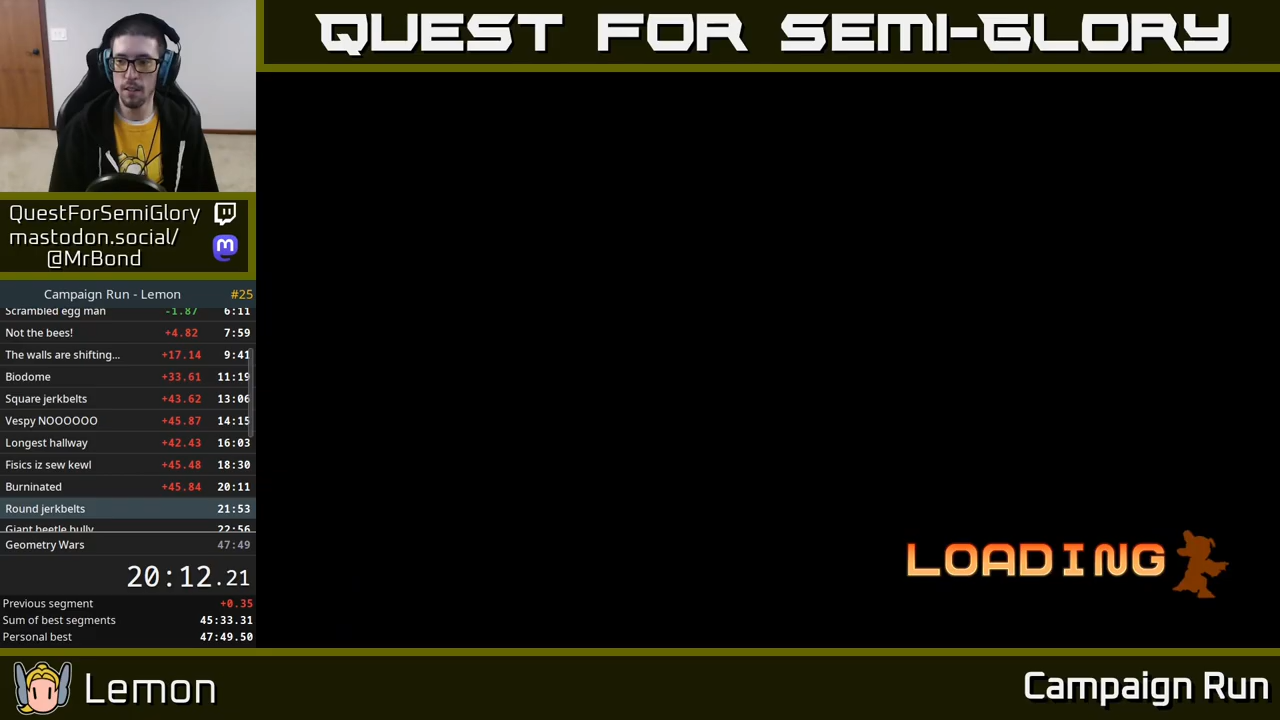 QUEST FOR SEMI-GLORY
QuestForSemiGlory
mastodon.social/
@MrBond
Campaign Run - Lemon #25
Scrambled egg man -1.87 6:11
Not the bees! +4.82 7:59
The walls are shifting... +17.14 9:41
Biodome +33.61 11:19
Square jerkbelts +43.62 13:06
Vespy NOOOOOO +45.87 14:15
Longest hallway +42.43 16:03
Fisics iz sew kewl +45.48 18:30
Burninated +45.84 20:11
Round jerkbelts 21:53
Giant beetle bully 22:56
Geometry Wars 47:49
20:12.21
Previous segment +0.35
Sum of best segments 45:33.31
Personal best 47:49.50
LOADING
Lemon
Campaign Run